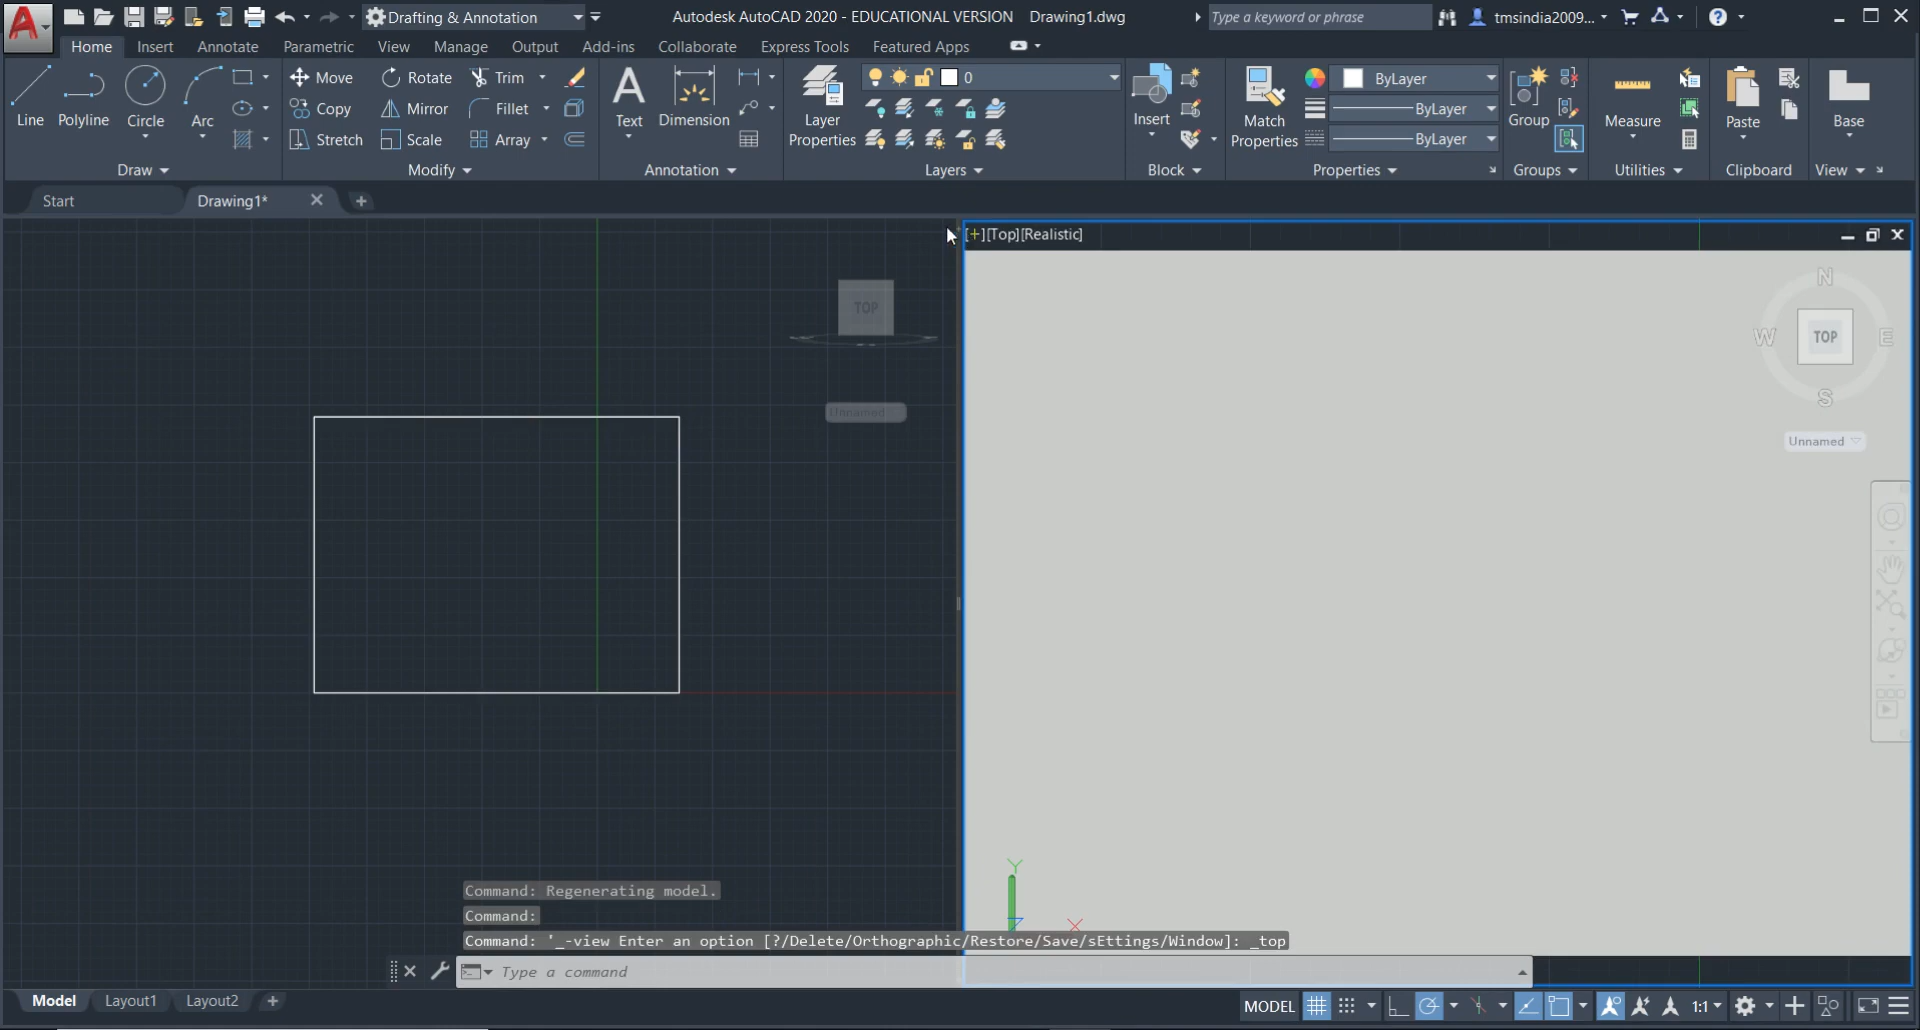 Drafting & Annotation
Autodesk AutoCAD 2020 - EDUCATIONAL VERSION Drawing1.dwg
Type a keyword or phrase
tmsindia2009...
Home Insert Annotate Parametric View Manage Output Add-ins Collaborate Express Tools Featured Apps
Line Polyline Circle Arc
Move Rotate Trim
Copy Mirror Fillet
Stretch Scale Array
Text Dimension
Layer Properties
0
Insert
Match Properties
ByLayer
ByLayer
ByLayer
Group Measure Paste Base
Draw Modify Annotation Layers Block Properties Groups Utilities Clipboard View
Start Drawing1*
[+][Top][Realistic]
TOP
Unnamed
N
W TOP E
S
Unnamed
Y
X
Command: Regenerating model.
Command:
Command: '_-view Enter an option [?/Delete/Orthographic/Restore/Save/sEttings/Window]: _top
Type a command
Model Layout1 Layout2
MODEL 1:1